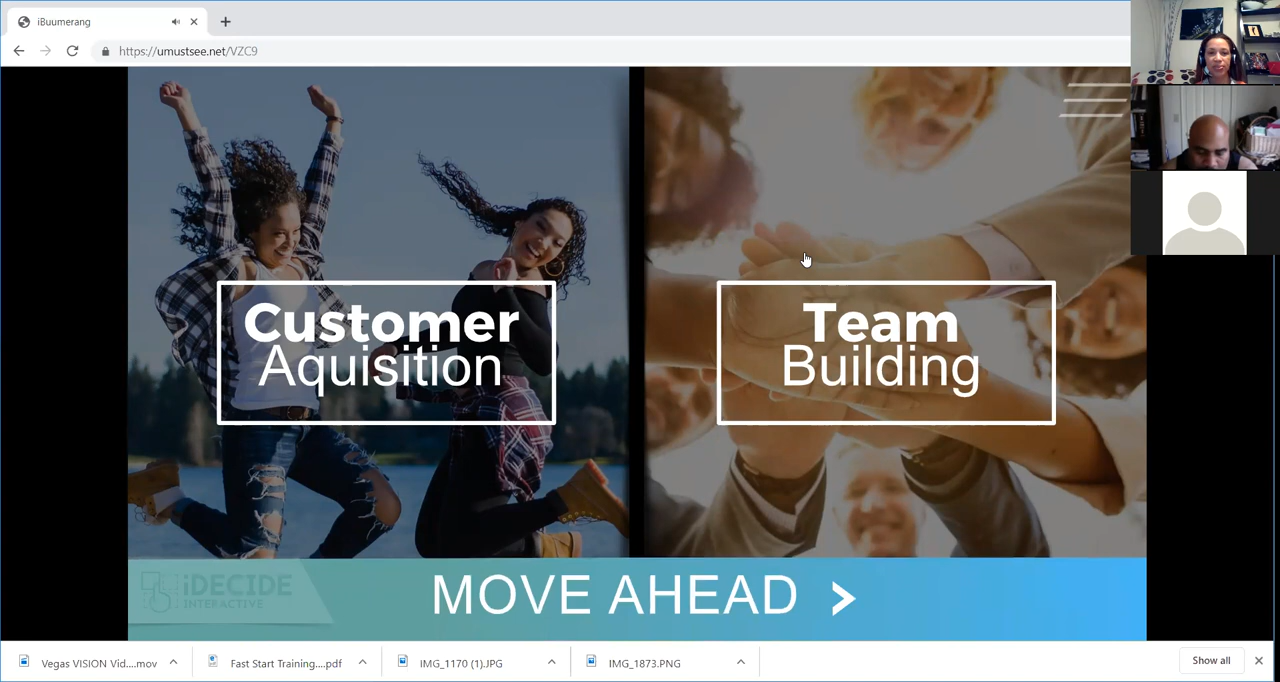 iBuumerang
https://umustsee.net/VZC9
Customer
Aquisition
Team
Building
iDECIDE
INTERACTIVE
MOVE AHEAD >
Vegas VISION Vid....mov
Fast Start Training....pdf
IMG_1170 (1).JPG
IMG_1873.PNG
Show all